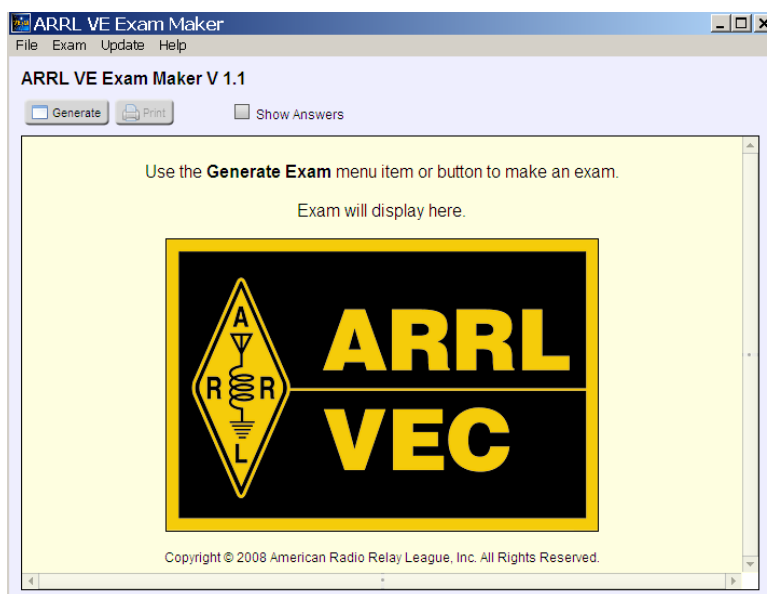 ARRL VE Exam Maker
File Exam Update Help
ARRL VE Exam Maker V 1.1
Generate Print Show Answers
Use the Generate Exam menu item or button to make an exam.
Exam will display here.
A
R R
L
ARRL
VEC
Copyright © 2008 American Radio Relay League, Inc. All Rights Reserved.